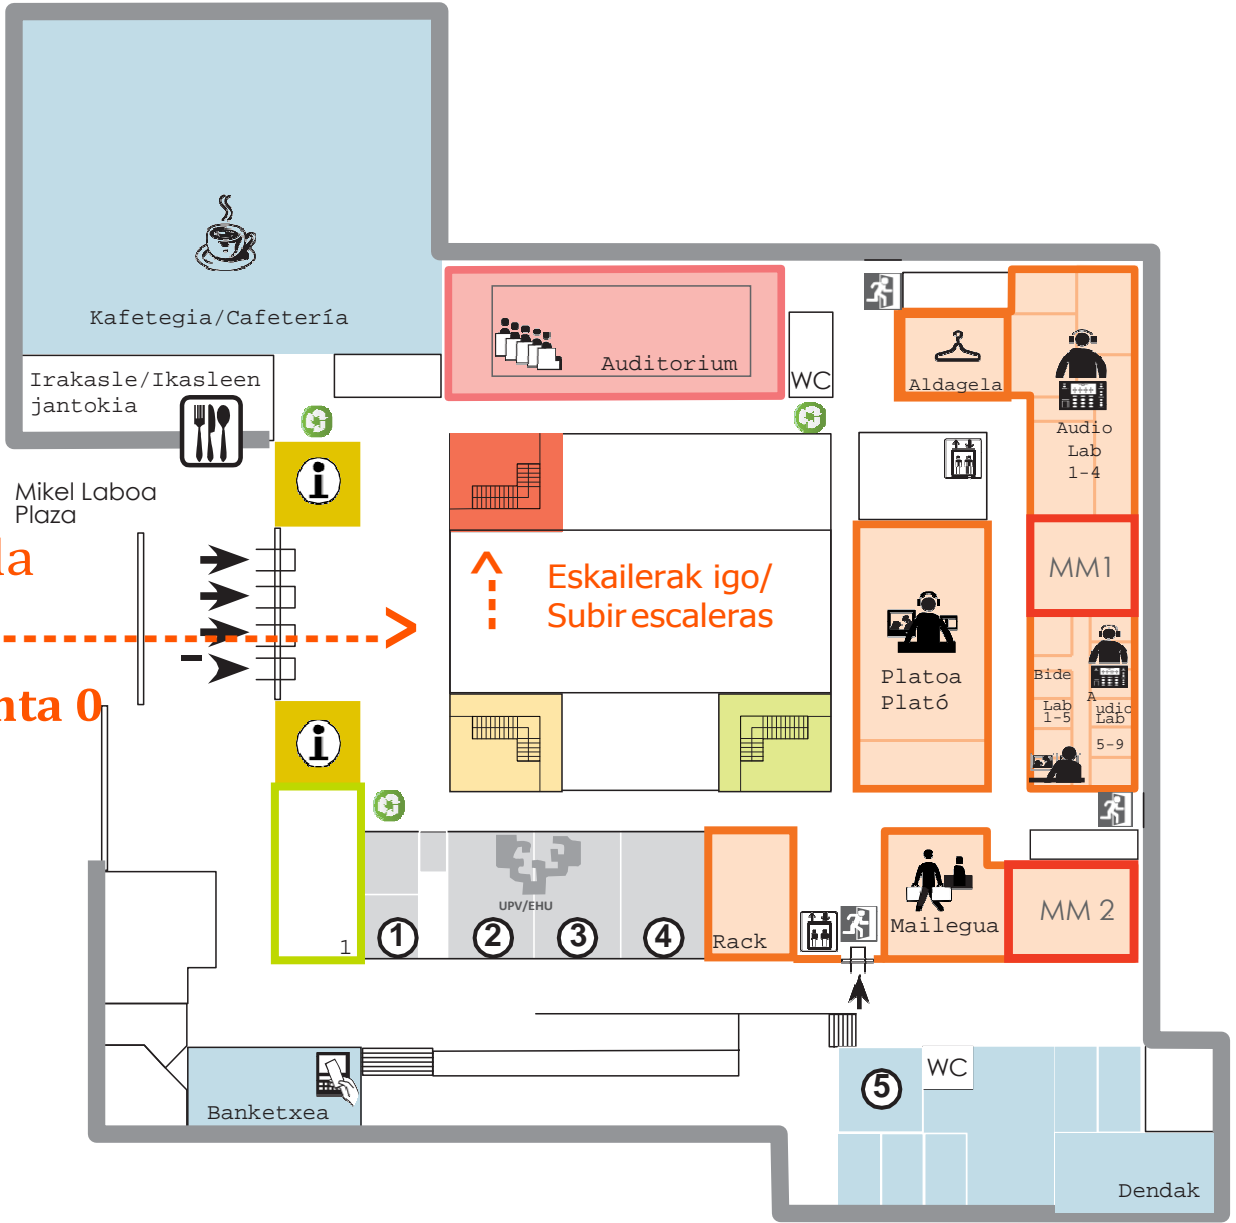 Kafetegia/Cafetería
Irakasle/Ikasleen
jantokia
Auditorium
WC
Aldagela
Audio
Lab
1-4
Mikel Laboa
Plaza
la
nta 0
Eskailerak igo/
Subir escaleras
MM1
Platoa
Plató
Bide
Lab
1-5
Audio
Lab
5-9
1
1
2
3
4
UPV/EHU
Rack
Mailegua
MM 2
Banketxea
5
WC
Dendak